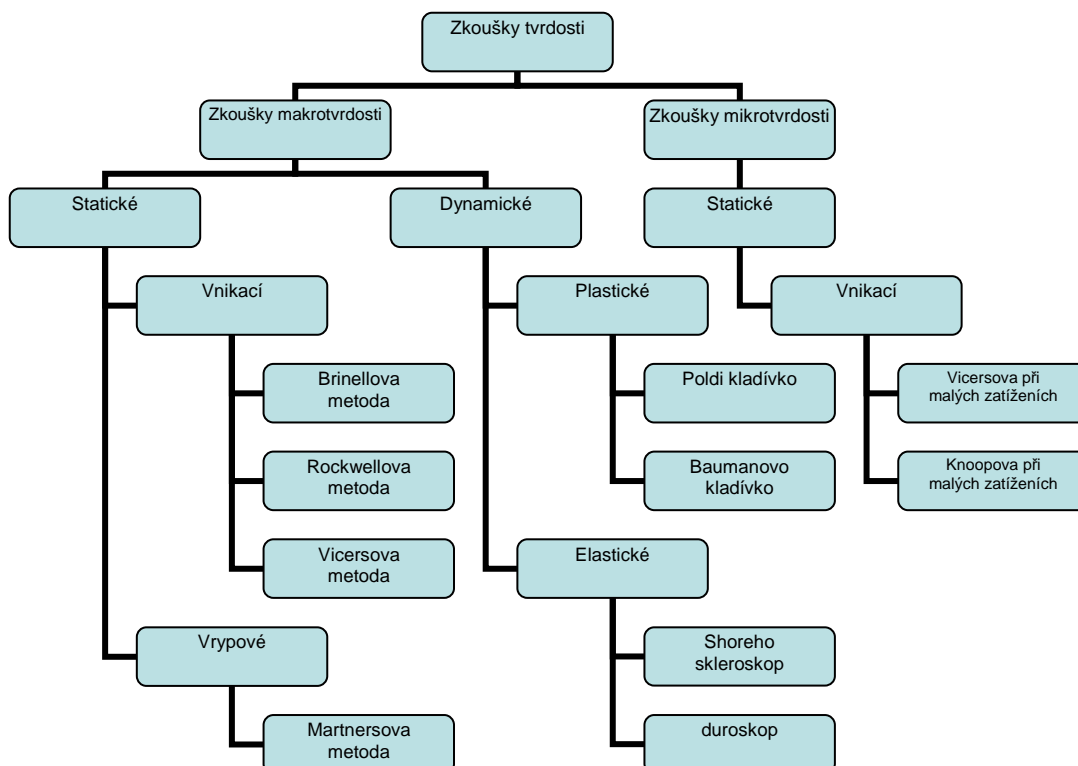 Zkoušky tvrdosti
Zkoušky makrotvrdosti
Zkoušky mikrotvrdosti
Statické
Dynamické
Statické
Vnikací
Plastické
Vnikací
Brinellova
metoda
Poldi kladívko
Vicersova při
malých zatíženích
Rockwellova
metoda
Baumanovo
kladívko
Knoopova při
malých zatíženích
Vicersova
metoda
Elastické
Vrypové
Shoreho
skleroskop
Martnersova
metoda
duroskop